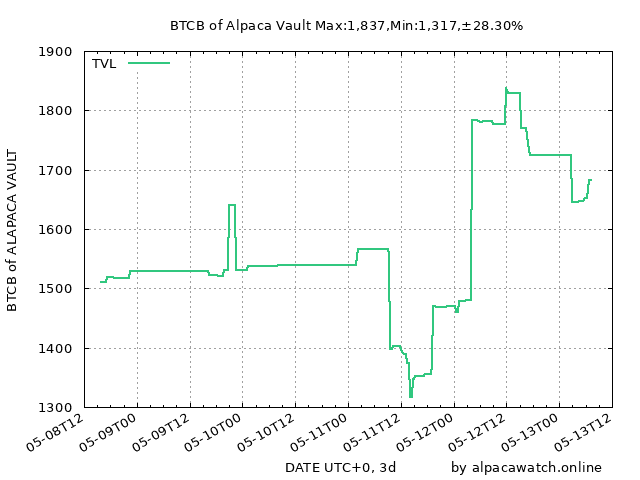 BTCB of Alpaca Vault Max:1,837,Min:1,317,±28.30%
TVL
BTCB of ALAPACA VAULT
1900
1800
1700
1600
1500
1400
1300
05-08T12
05-09T00
05-09T12
05-10T00
05-10T12
05-11T00
05-11T12
05-12T00
05-12T12
05-13T00
05-13T12
DATE UTC+0, 3d
by alpacawatch.online